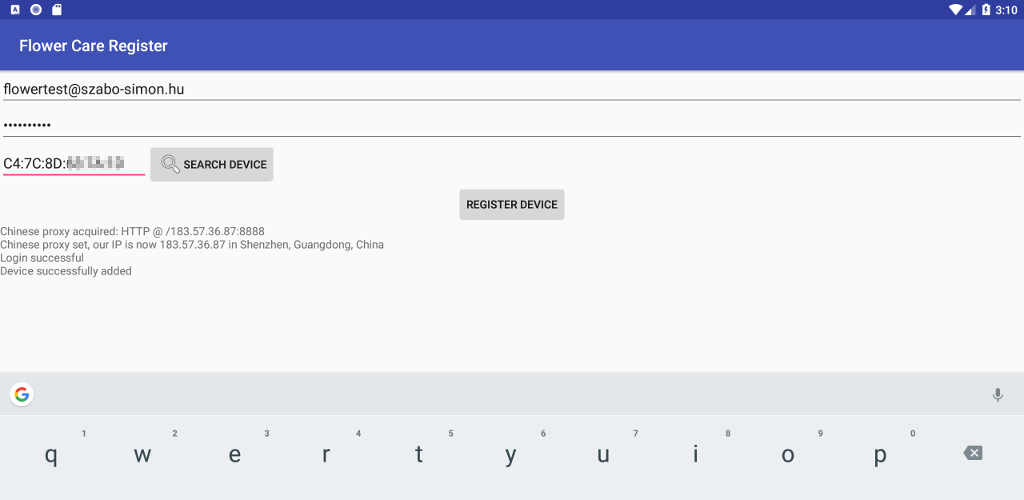 3:10
Flower Care Register
flowertest@szabo-simon.hu
••••••••••
C4:7C:8D: SEARCH DEVICE
REGISTER DEVICE
Chinese proxy acquired: HTTP @ /183.57.36.87:8888
Chinese proxy set, our IP is now 183.57.36.87 in Shenzhen, Guangdong, China
Login successful
Device successfully added
G
1 2 3 4 5 6 7 8 9 0
q w e r t y u i o p